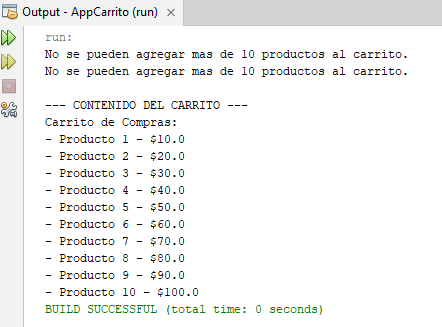 Output - AppCarrito (run)
run:
No se pueden agregar mas de 10 productos al carrito.
No se pueden agregar mas de 10 productos al carrito.
--- CONTENIDO DEL CARRITO ---
Carrito de Compras:
- Producto 1 - $10.0
- Producto 2 - $20.0
- Producto 3 - $30.0
- Producto 4 - $40.0
- Producto 5 - $50.0
- Producto 6 - $60.0
- Producto 7 - $70.0
- Producto 8 - $80.0
- Producto 9 - $90.0
- Producto 10 - $100.0
BUILD SUCCESSFUL (total time: 0 seconds)